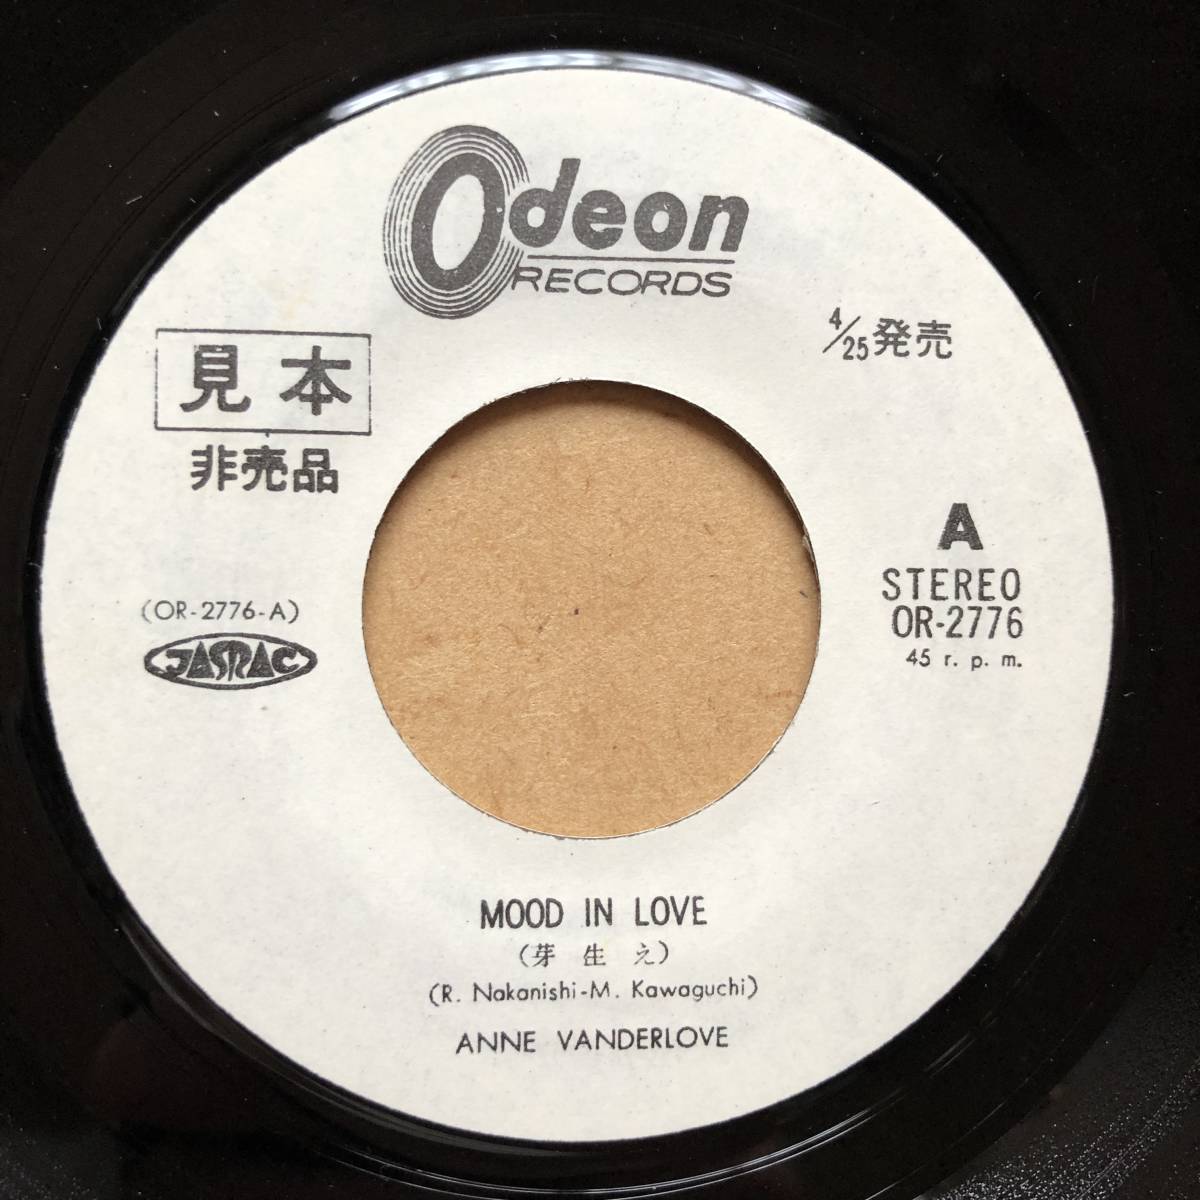 Odeon
RECORDS
見本
非売品
4/25発売
A
STEREO
OR-2776
45 r. p. m.
(OR-2776-A)
JASRAC
MOOD IN LOVE
(芽生え)
(R. Nakanishi-M. Kawaguchi)
ANNE VANDERLOVE